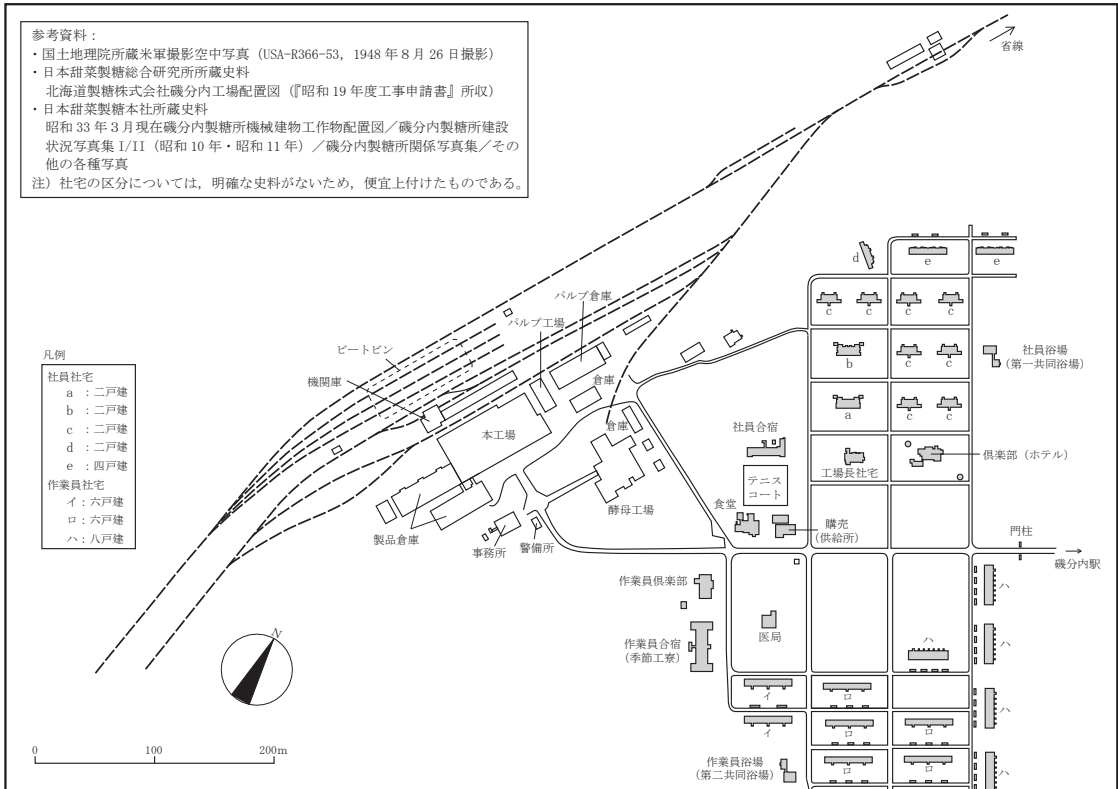 参考資料：
・国土地理院所蔵米軍撮影空中写真（USA-R366-53，1948年８月26日撮影）
・日本甜菜製糖総合研究所所蔵史料
北海道製糖株式会社磯分内工場配置図（『昭和19年度工事申請書』所収）
・日本甜菜製糖本社所蔵史料
昭和33年３月現在磯分内製糖所機械建物工作物配置図／磯分内製糖所建設
状況写真集I/II（昭和10年・昭和11年）／磯分内製糖所関係写真集／その
他の各種写真
注）社宅の区分については，明確な史料がないため，便宜上付けたものである。
省線
凡例
社員社宅
a ：二戸建
b ：二戸建
c ：二戸建
d ：二戸建
e ：四戸建
作業員社宅
イ：六戸建
ロ：六戸建
ハ：八戸建
パルプ倉庫
パルプ工場
ビートビン
機関庫
倉庫
本工場
倉庫
酵母工場
製品倉庫
事務所
警備所
d
e
e
c
c
c
c
b
c
c
社員浴場
（第一共同浴場）
a
c
c
社員合宿
工場長社宅
倶楽部（ホテル）
テニス
コート
食堂
購売
（供給所）
門柱
磯分内駅
作業員倶楽部
医局
作業員合宿
（季節工寮）
ハ
ハ
ハ
ハ
ハ
イ
ロ
イ
ロ
ロ
ロ
ロ
作業員浴場
（第二共同浴場）
N
0
100
200m